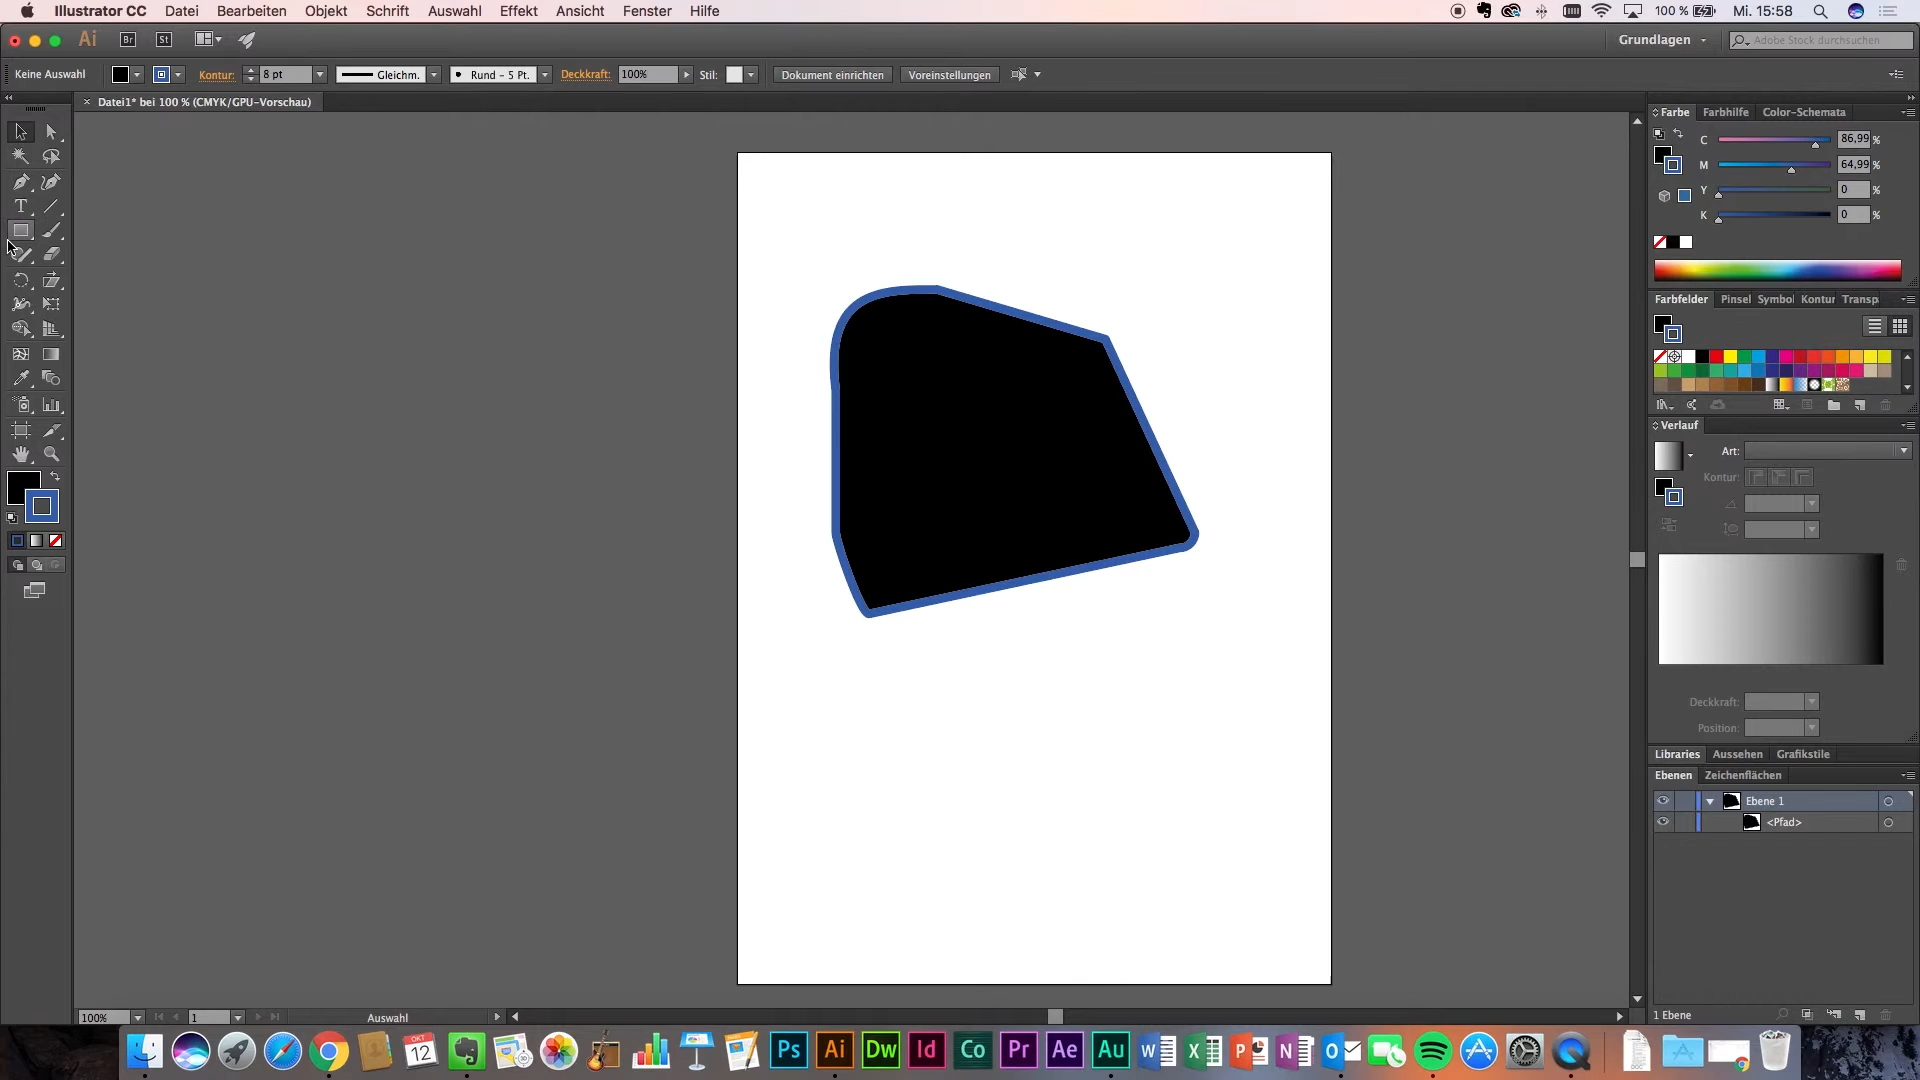 Illustrator CC Datei Bearbeiten Objekt Schrift Auswahl Effekt Ansicht Fenster Hilfe 100 % Mi. 15:58
Ai Br St Grundlagen Adobe Stock durchsuchen
Keine Auswahl Kontur: 8 pt Gleichm. Rund – 5 Pt. Deckkraft: 100% Stil: Dokument einrichten Voreinstellungen
Datei1* bei 100 % (CMYK/GPU-Vorschau)
Farbe Farbhilfe Color-Schemata
C 86,99 %
M 64,99 %
Y 0 %
K 0 %
T
Farbfelder Pinsel Symbol Kontur Transp
Verlauf
Art:
Kontur:
Deckkraft:
Position:
Libraries Aussehen Grafikstile
Ebenen Zeichenflächen
Ebene 1
<Pfad>
1 Ebene
100% 1 Auswahl
OKT
12 Ps Ai Dw Id Co Pr Ae Au W X P N O